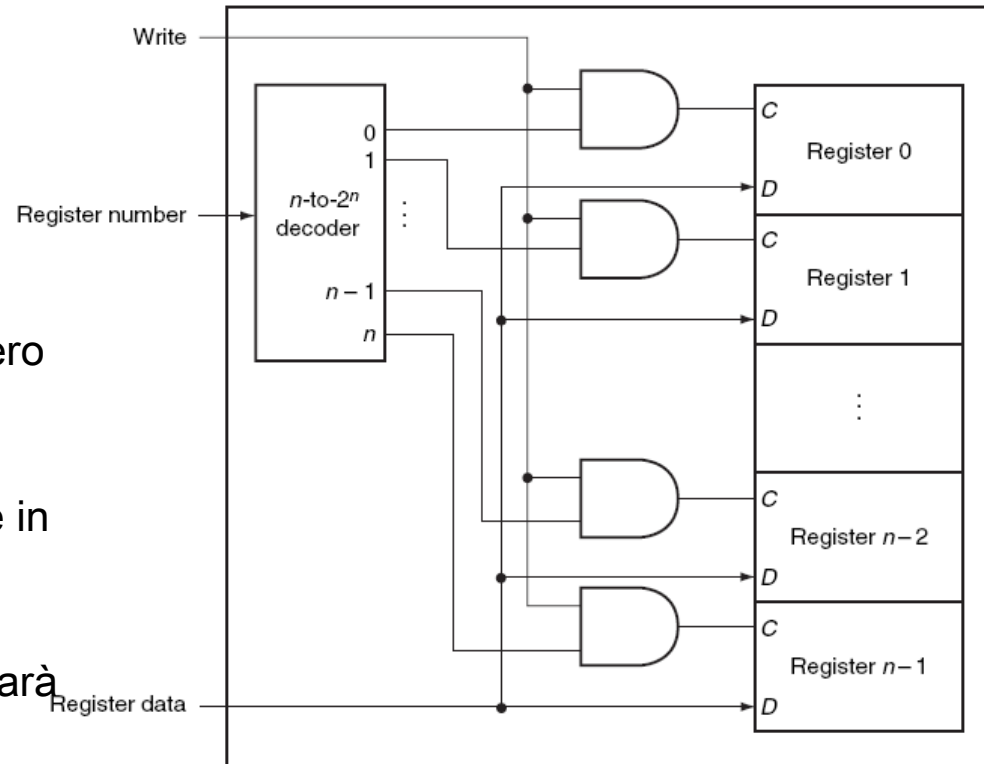 Write
C
0
Register 0
1
n-to-2ⁿ
decoder
⋮
D
Register number
C
Register 1
n – 1
D
n
ero
⋮
C
e in
Register n – 2
D
C
arà
Register n – 1
Register data
D